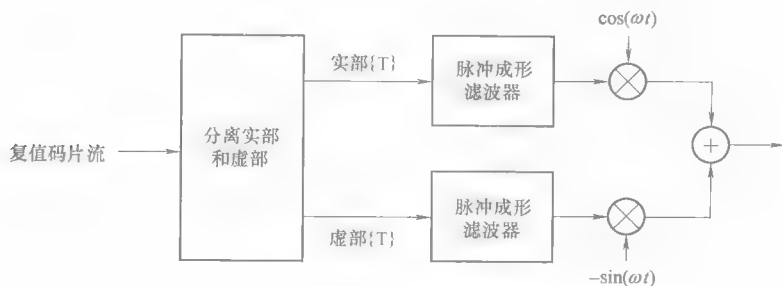 cos(ωt)
实部{T}
脉冲成形
滤波器
复值码片流
分离实部
和虚部
+
虚部{T}
脉冲成形
滤波器
−sin(ωt)